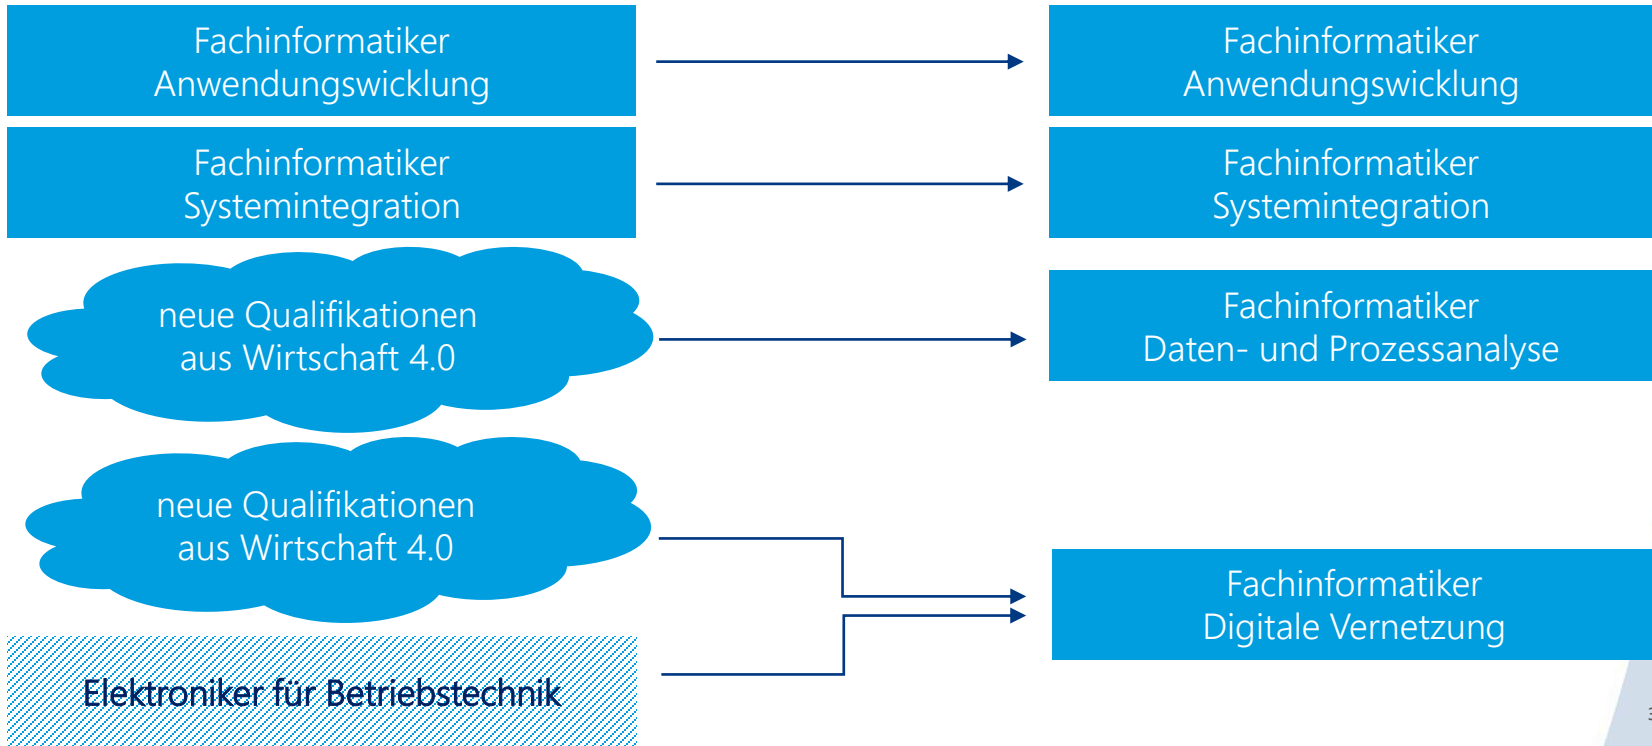 Fachinformatiker
Anwendungswicklung
Fachinformatiker
Anwendungswicklung
Fachinformatiker
Systemintegration
Fachinformatiker
Systemintegration
neue Qualifikationen
aus Wirtschaft 4.0
Fachinformatiker
Daten- und Prozessanalyse
neue Qualifikationen
aus Wirtschaft 4.0
Fachinformatiker
Digitale Vernetzung
Elektroniker für Betriebstechnik